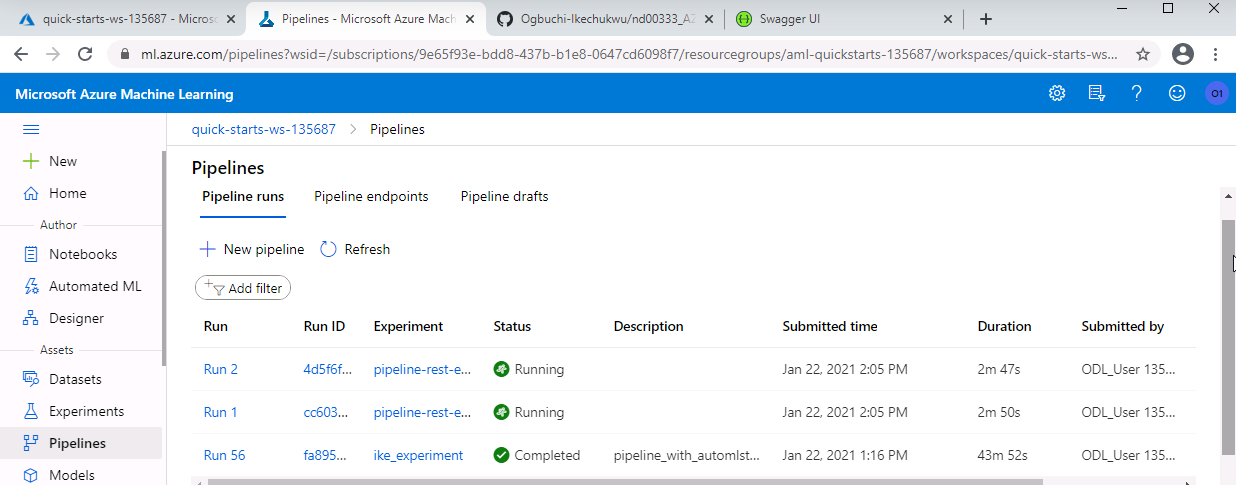 quick-starts-ws-135687 - Micros
Pipelines - Microsoft Azure Mach
Ogbuchi-Ikechukwu/nd00333_AZ
Swagger UI
ml.azure.com/pipelines?wsid=/subscriptions/9e65f93e-bdd8-437b-b1e8-0647cd6098f7/resourcegroups/aml-quickstarts-135687/workspaces/quick-starts-ws...
Microsoft Azure Machine Learning
O1
quick-starts-ws-135687 > Pipelines
New
Home
Author
Notebooks
Automated ML
Designer
Assets
Datasets
Experiments
Pipelines
Models
Pipelines
Pipeline runs Pipeline endpoints Pipeline drafts
New pipeline Refresh
Add filter
Run Run ID Experiment Status Description Submitted time Duration Submitted by
Run 2 4d5f6f... pipeline-rest-e... Running Jan 22, 2021 2:05 PM 2m 47s ODL_User 135...
Run 1 cc603... pipeline-rest-e... Running Jan 22, 2021 2:05 PM 2m 50s ODL_User 135...
Run 56 fa895... ike_experiment Completed pipeline_with_automlst... Jan 22, 2021 1:16 PM 43m 52s ODL_User 135...